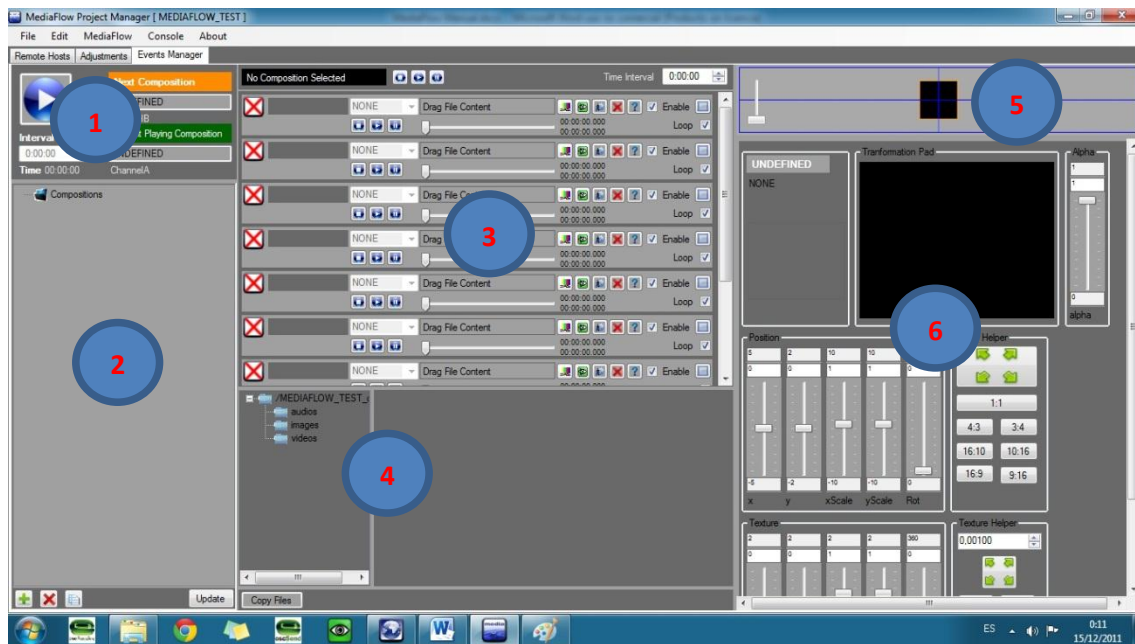 MediaFlow Project Manager [ MEDIAFLOW_TEST ]
File Edit MediaFlow Console About
Remote Hosts Adjustments Events Manager
Next Composition
1
Interval
0:00:00
Time 00:00:00
Playing Composition
UNDEFINED
ChannelA
Compositions
2
Update
No Composition Selected
Time Interval 0:00:00
NONE Drag File Content Enable
00:00:00.000
00:00:00.000
Loop
NONE Drag File Content Enable
00:00:00.000
00:00:00.000
Loop
NONE Drag File Content Enable
00:00:00.000
00:00:00.000
Loop
3
NONE Drag Enable
00:00:00.000
00:00:00.000
Loop
NONE Drag File Content Enable
00:00:00.000
00:00:00.000
Loop
NONE Drag File Content Enable
00:00:00.000
00:00:00.000
Loop
NONE Drag File Content Enable
/MEDIAFLOW_TEST_
audios
images
videos
4
Copy Files
5
UNDEFINED
NONE
Tranformation Pad
Alpha
1
1
0
alpha
6
Position
5 2 10 10
0 0 1 1
-5 -2 -10 -10 0
x y xScale yScale Rot
Helper
1:1
4:3 3:4
16:10 10:16
16:9 9:16
Texture
2 2 2 2 360
0 0 1 1 0
Texture Helper
0,00100
ES
0:11
15/12/2011